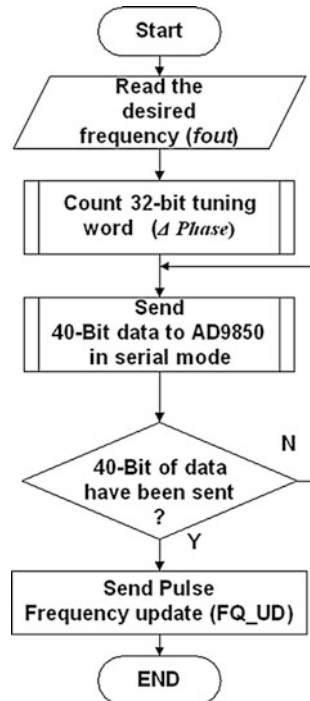 Start
Read the
desired
frequency (fout)
Count 32-bit tuning
word (Δ Phase)
Send
40-Bit data to AD9850
in serial mode
N
40-Bit of data
have been sent
?
Y
Send Pulse
Frequency update (FQ_UD)
END